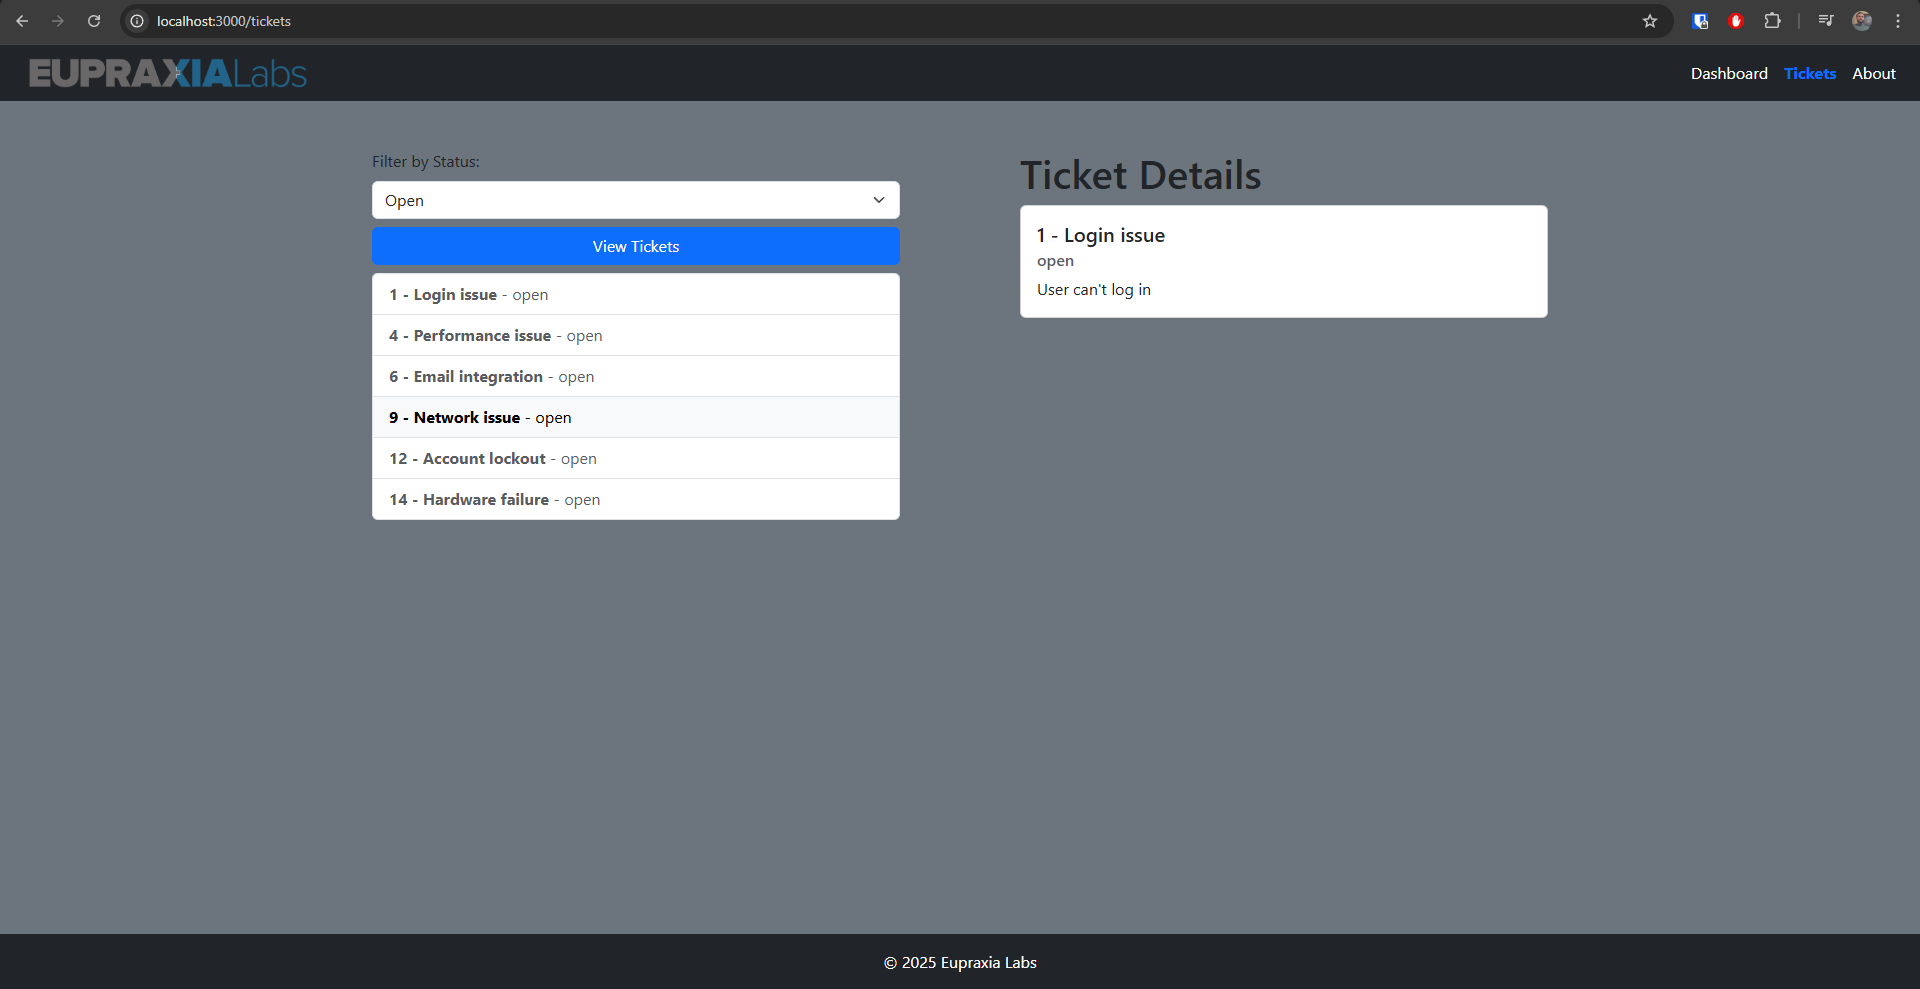 localhost:3000/tickets
EUPRAXIALabs
Dashboard Tickets About
Filter by Status:
Open
View Tickets
1 - Login issue - open
4 - Performance issue - open
6 - Email integration - open
9 - Network issue - open
12 - Account lockout - open
14 - Hardware failure - open
Ticket Details
1 - Login issue
open
User can't log in
© 2025 Eupraxia Labs